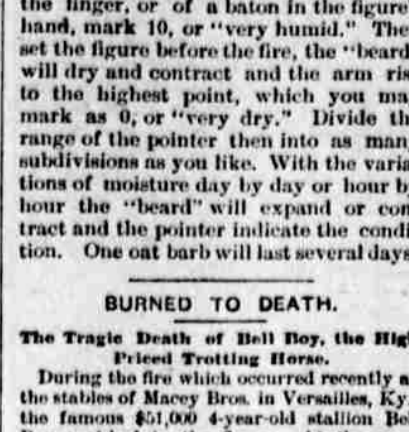 the finger, or of a baton in the figure
hand, mark 10, or "very humid." The
set the figure before the fire, the "beard
will dry and contract and the arm ris
to the highest point, which you ma
mark as 0, or "very dry." Divide th
range of the pointer then into as man
subdivisions as you like. With the varia
tions of moisture day by day or hour b
hour the "beard" will expand or con
tract and the pointer indicate the condi
tion. One oat barb will last several days
BURNED TO DEATH.
The Tragic Death of Bell Boy, the Hig
Priced Trotting Horse.
During the fire which occurred recently a
the stables of Macey Bros. in Versailles, Ky
the famous $51,000 4-year-old stallion Be